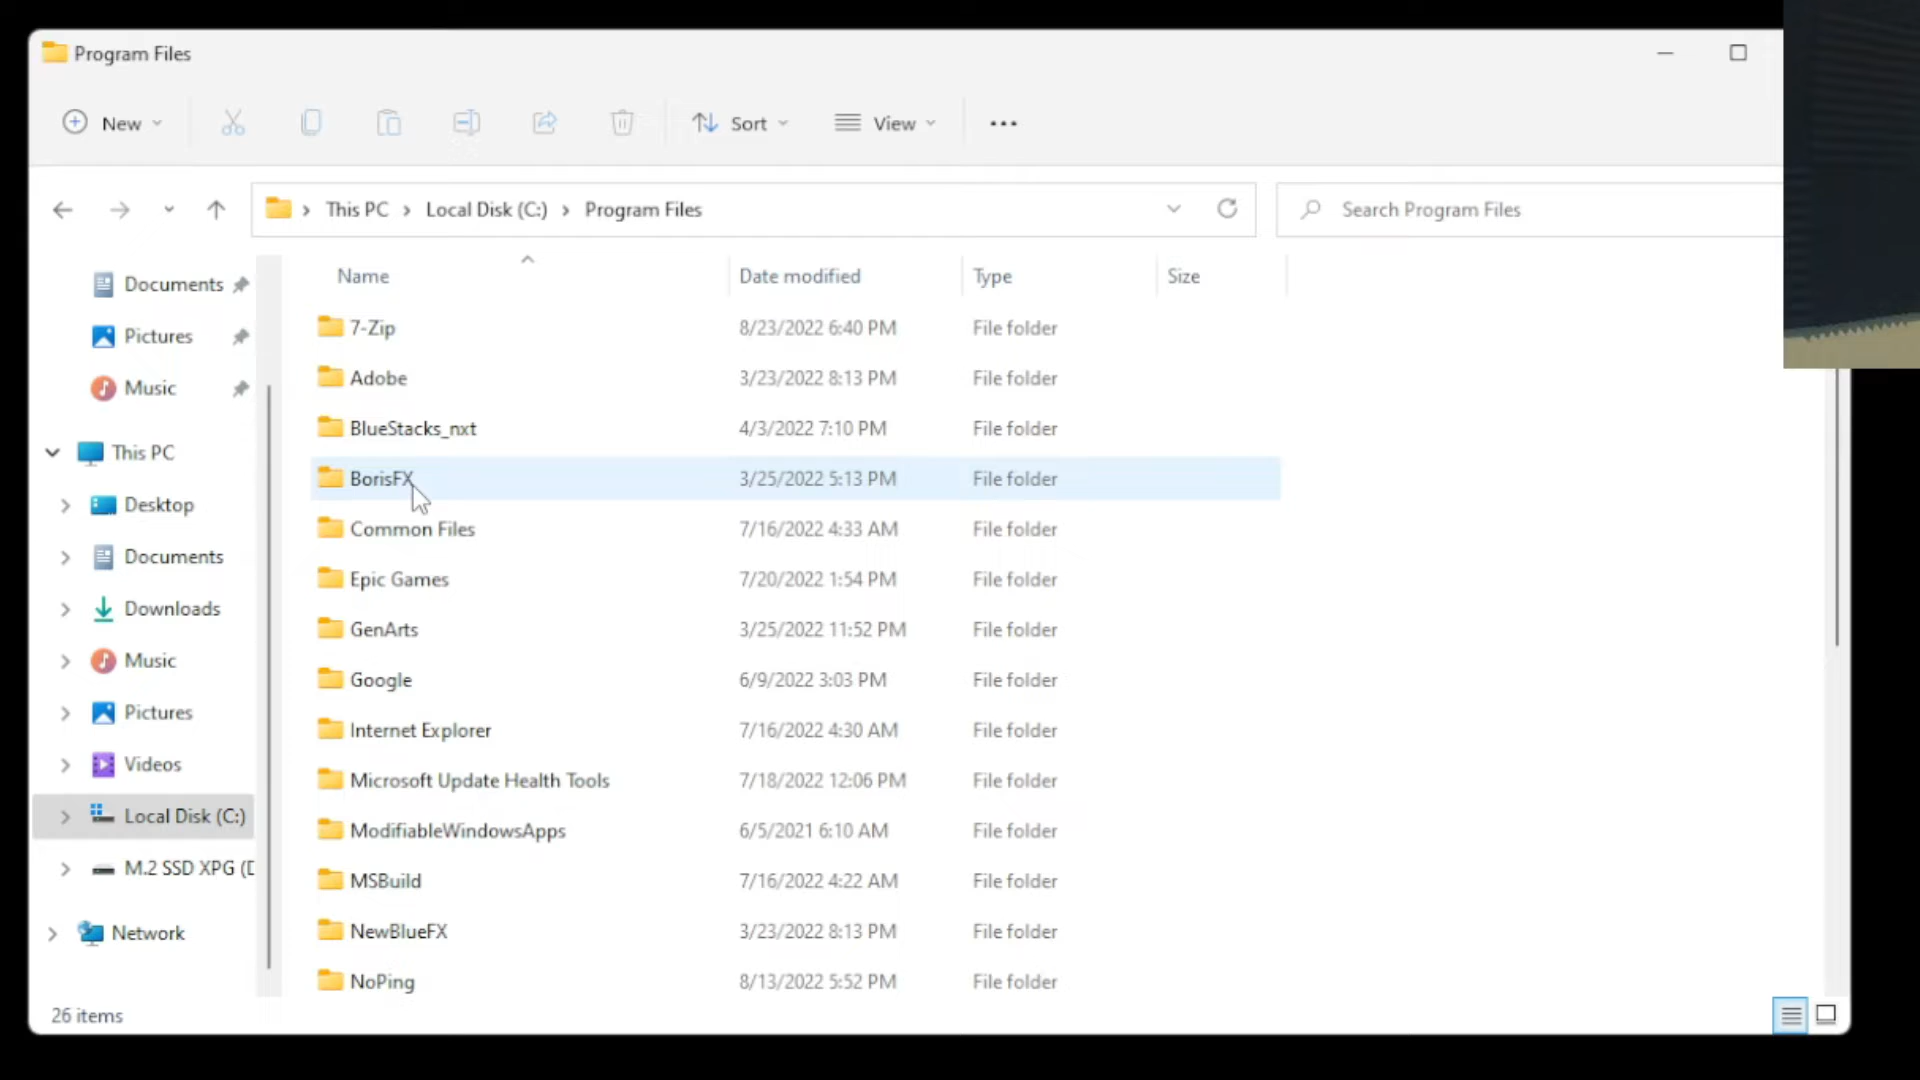 Program Files
New
Sort
View
This PC > Local Disk (C:) > Program Files
Search Program Files
Documents
Pictures
Music
This PC
Desktop
Documents
Downloads
Music
Pictures
Videos
Local Disk (C:)
M.2 SSD XPG (D
Network
Name Date modified Type Size
7-Zip 8/23/2022 6:40 PM File folder
Adobe 3/23/2022 8:13 PM File folder
BlueStacks_nxt 4/3/2022 7:10 PM File folder
BorisFX 3/25/2022 5:13 PM File folder
Common Files 7/16/2022 4:33 AM File folder
Epic Games 7/20/2022 1:54 PM File folder
GenArts 3/25/2022 11:52 PM File folder
Google 6/9/2022 3:03 PM File folder
Internet Explorer 7/16/2022 4:30 AM File folder
Microsoft Update Health Tools 7/18/2022 12:06 PM File folder
ModifiableWindowsApps 6/5/2021 6:10 AM File folder
MSBuild 7/16/2022 4:22 AM File folder
NewBlueFX 3/23/2022 8:13 PM File folder
NoPing 8/13/2022 5:52 PM File folder
26 items